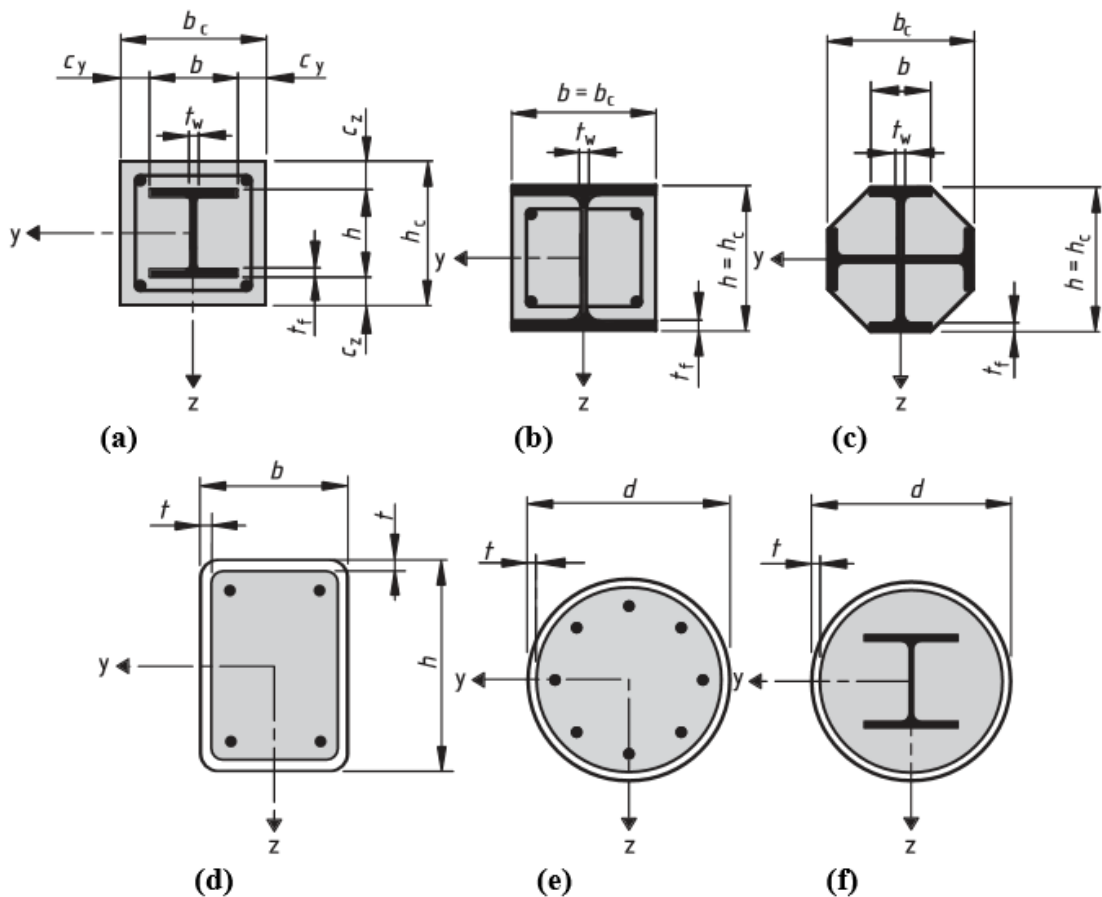 b_c
c_y b c_y
t_w
c_z
h
h_c
y
t_f
c_z
z
(a)
b = b_c
t_w
h = h_c
y
t_f
z
(b)
b_c
b
t_w
h = h_c
y
t_f
z
(c)
b
t
t
h
y
z
(d)
d
t
y
z
(e)
d
t
y
z
(f)